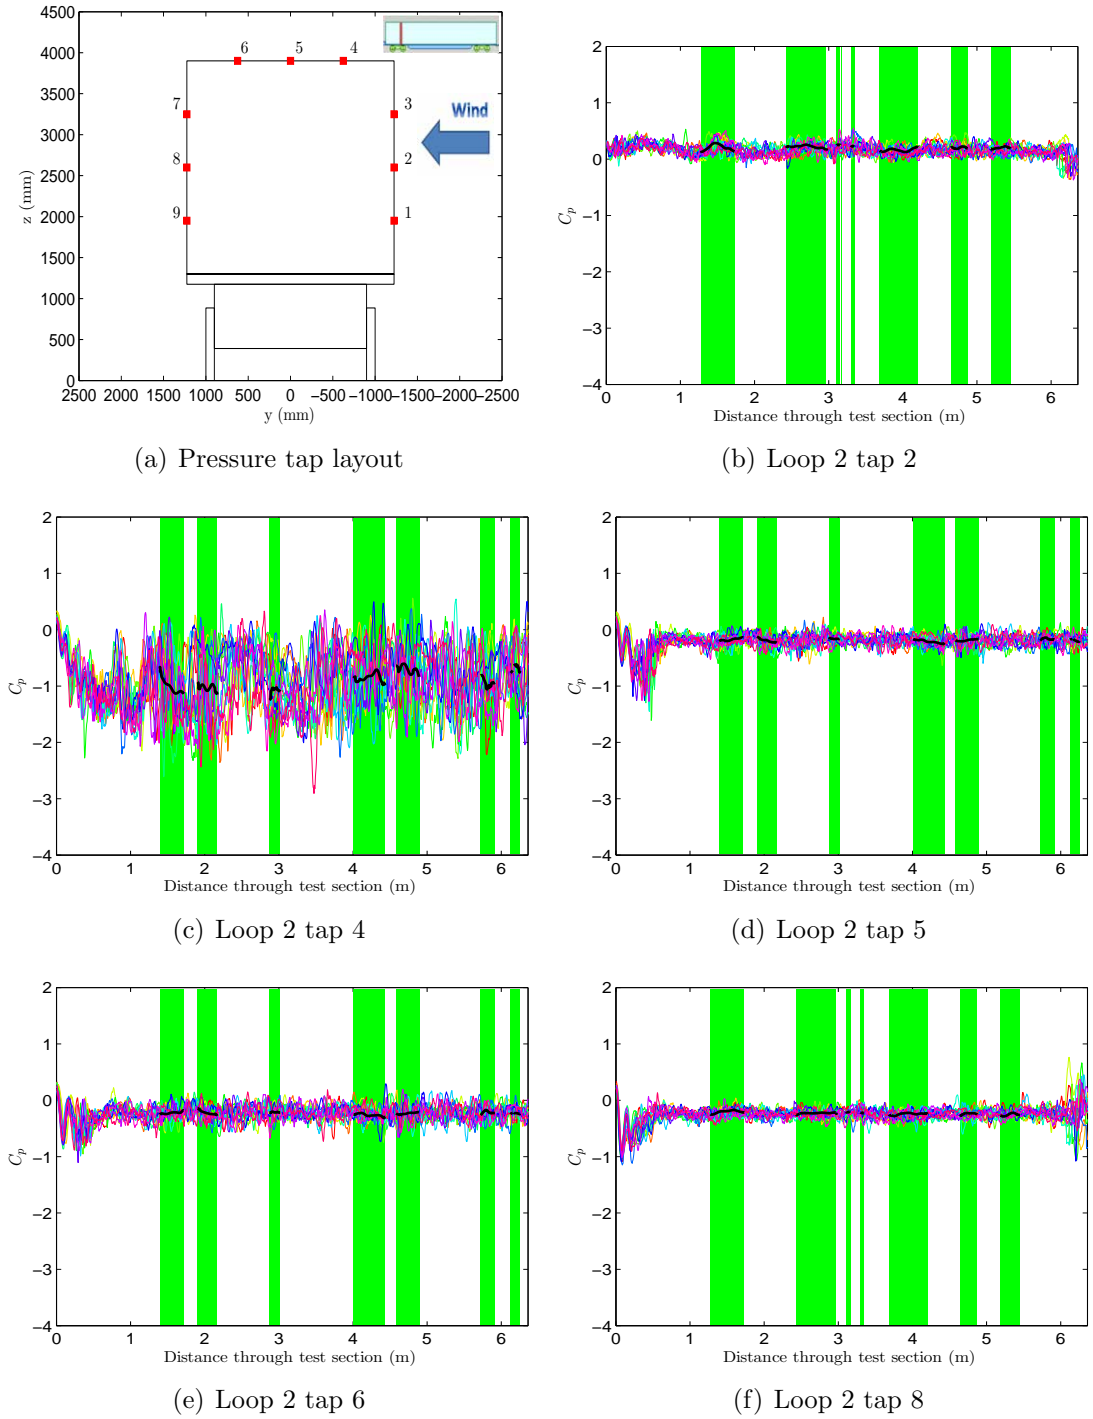 4500
4000
3500
3000
2500
2000
1500
1000
500
0
z (mm)
6 5 4
7 3
8 2
9 1
Wind
2500 2000 1500 1000 500 0 −500 −1000 −1500 −2000 −2500
y (mm)
(a) Pressure tap layout
2
1
0
−1
−2
−3
−4
Cp
0 1 2 3 4 5 6
Distance through test section (m)
(b) Loop 2 tap 2
2
1
0
−1
−2
−3
−4
Cp
0 1 2 3 4 5 6
Distance through test section (m)
(c) Loop 2 tap 4
2
1
0
−1
−2
−3
−4
Cp
0 1 2 3 4 5 6
Distance through test section (m)
(d) Loop 2 tap 5
2
1
0
−1
−2
−3
−4
Cp
0 1 2 3 4 5 6
Distance through test section (m)
(e) Loop 2 tap 6
2
1
0
−1
−2
−3
−4
Cp
0 1 2 3 4 5 6
Distance through test section (m)
(f) Loop 2 tap 8